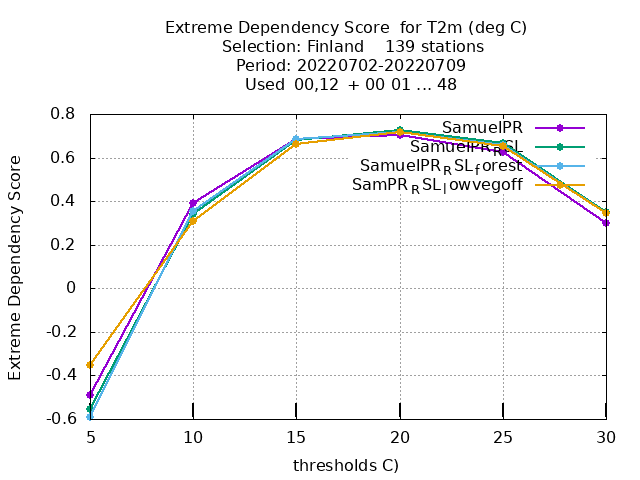 Extreme Dependency Score for T2m (deg C)
Selection: Finland 139 stations
Period: 20220702-20220709
Used 00,12 + 00 01 ... 48
Extreme Dependency Score
0.8
0.6
0.4
0.2
0
-0.2
-0.4
-0.6
SamuelPR
SamuelPR_RSL
SamuelPR_RSL_forest
SamPR_RSL_lowvegoff
5 10 15 20 25 30
thresholds C)